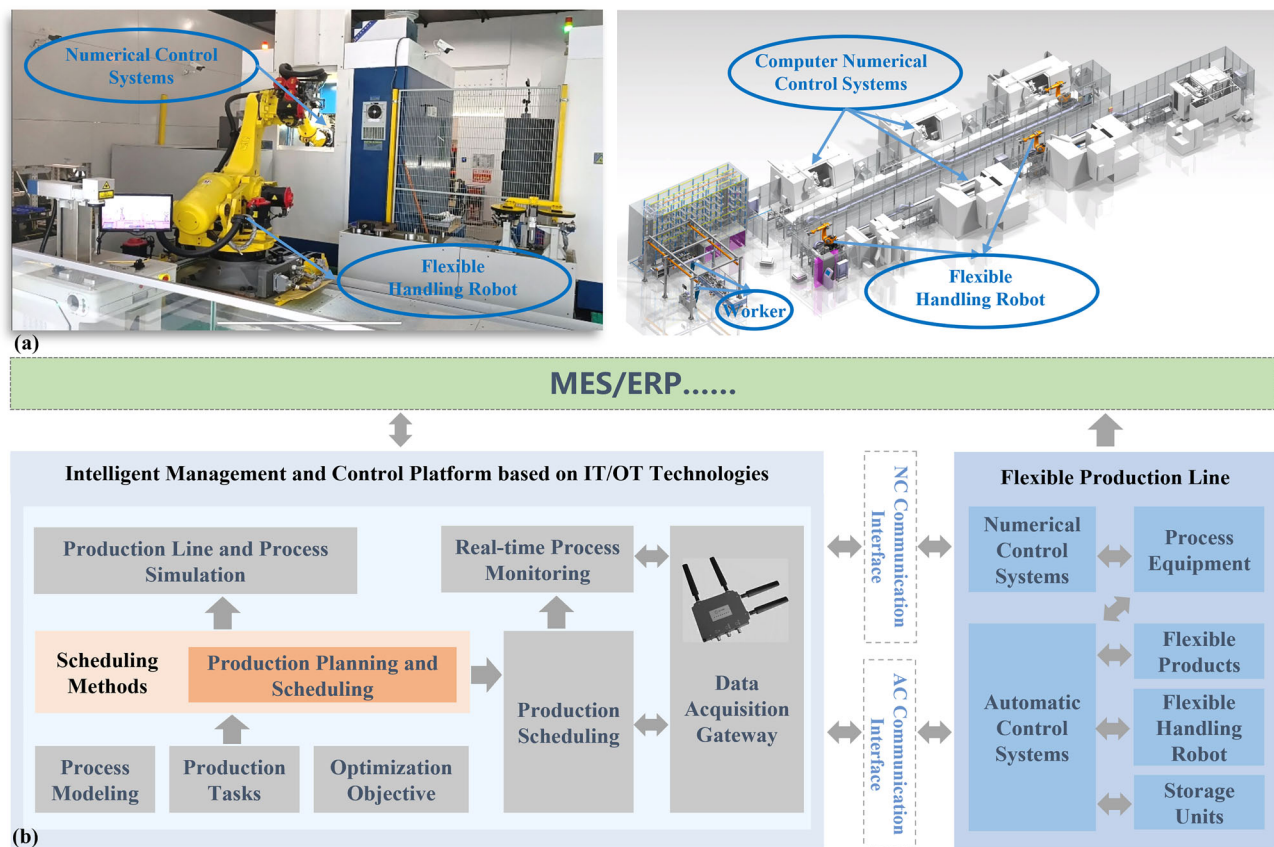 Numerical Control
Systems
Flexible
Handling Robot
Computer Numerical
Control Systems
Flexible
Handling Robot
Worker
(a)
MES/ERP......
Intelligent Management and Control Platform based on IT/OT Technologies
Production Line and Process
Simulation
Real-time Process
Monitoring
Scheduling
Methods
Production Planning and
Scheduling
Production
Scheduling
Data
Acquisition
Gateway
Process
Modeling
Production
Tasks
Optimization
Objective
NC Communication
Interface
AC Communication
Interface
Flexible Production Line
Numerical
Control
Systems
Process
Equipment
Automatic
Control
Systems
Flexible
Products
Flexible
Handling
Robot
Storage
Units
(b)